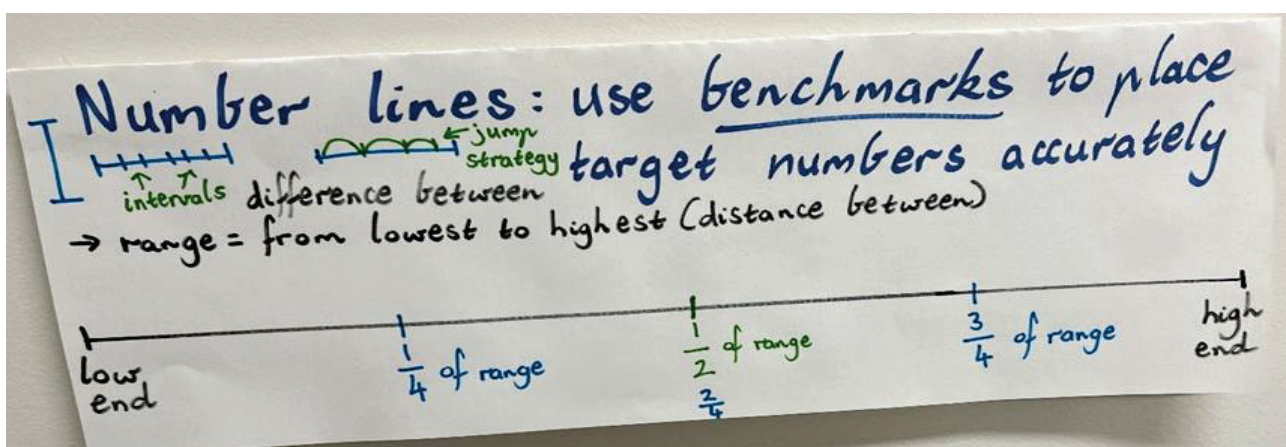 Number lines: use benchmarks to place
target numbers accurately
intervals
← jump
strategy
difference between
→ range = from lowest to highest (distance between)
low
end
1/4 of range
1/2 of range
2/4
3/4 of range
high
end